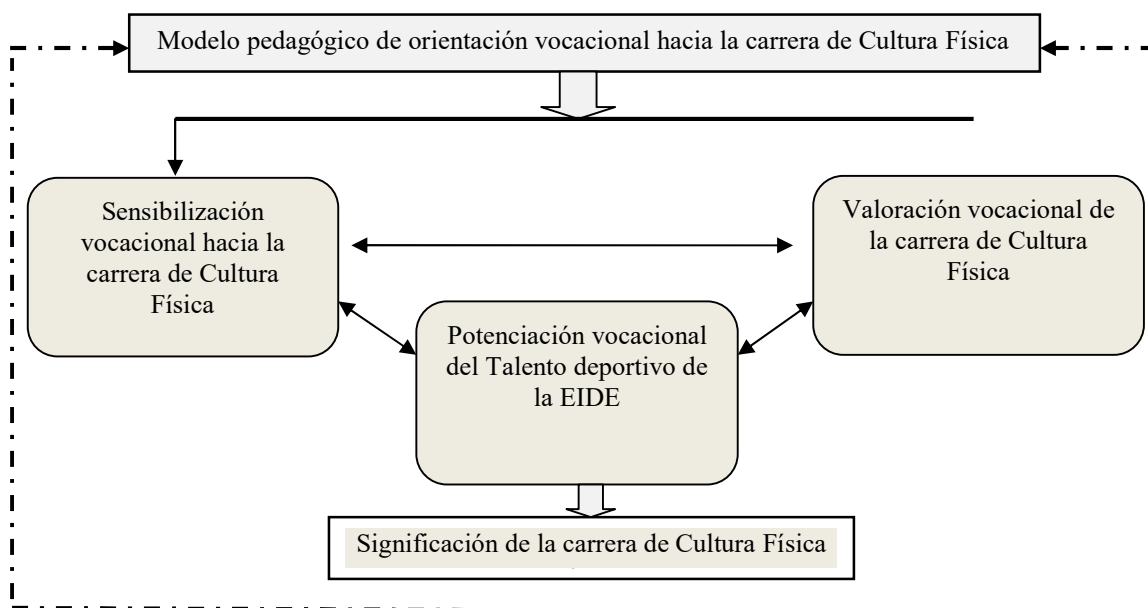 Modelo pedagógico de orientación vocacional hacia la carrera de Cultura Física
Sensibilización
vocacional hacia la
carrera de Cultura
Física
Valoración vocacional de
la carrera de Cultura
Física
Potenciación vocacional
del Talento deportivo de
la EIDE
Significación de la carrera de Cultura Física